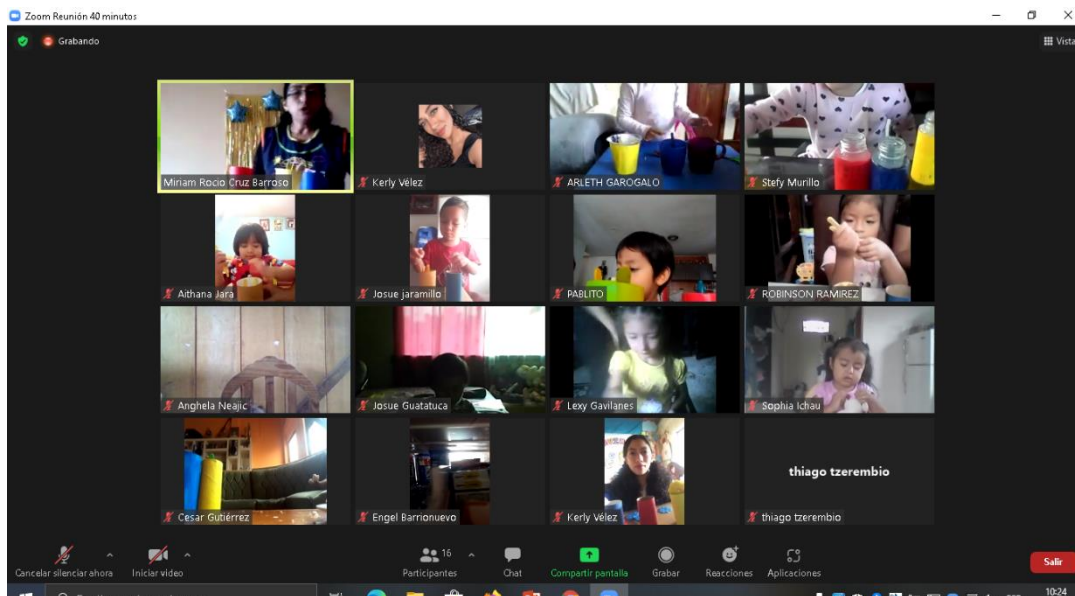 Zoom Reunión 40 minutos
Grabando
Vista
Miriam Rocio Cruz Barroso
Kerly Vélez
ARLETH GAROGALO
Stefy Murillo
Aithana Jara
Josue jaramillo
PABLITO
ROBINSON RAMIREZ
Anghela Neajic
Josue Guatatuca
Lexy Gavilanes
Sophia Ichau
Cesar Gutiérrez
Engel Barrionuevo
Kerly Vélez
thiago tzerembio
thiago tzerembio
16
Cancelar silenciar ahora
Iniciar video
Participantes
Chat
Compartir pantalla
Grabar
Reacciones
Aplicaciones
Salir
10:24